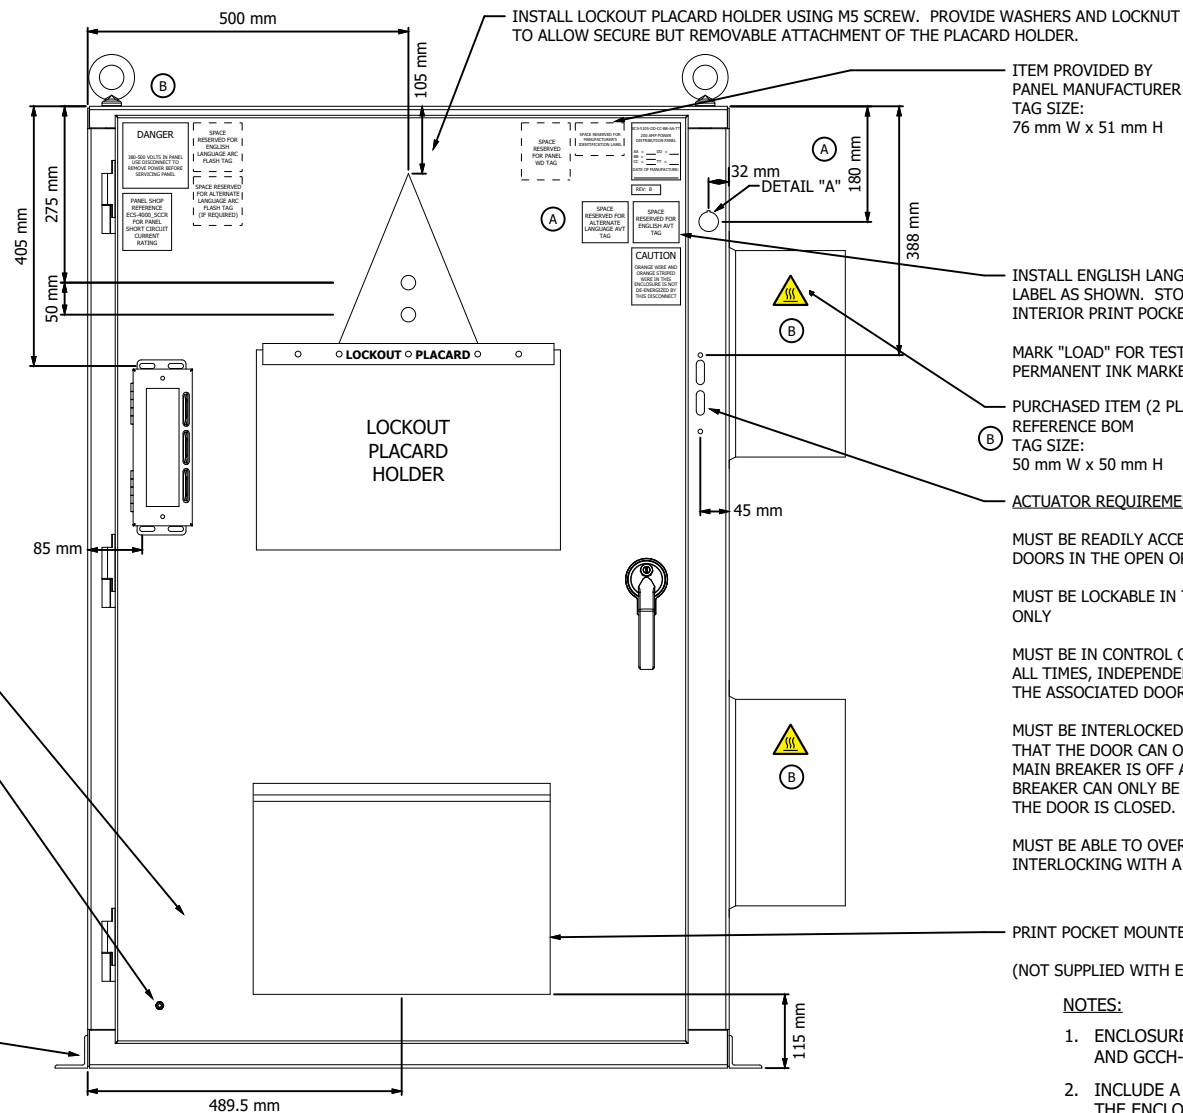 500 mm
INSTALL LOCKOUT PLACARD HOLDER USING M5 SCREW.  PROVIDE WASHERS AND LOCKNUT
TO ALLOW SECURE BUT REMOVABLE ATTACHMENT OF THE PLACARD HOLDER.
105 mm
B
ITEM PROVIDED BY
PANEL MANUFACTURER
TAG SIZE:
76 mm W x 51 mm H
DANGER
380-500 VOLTS IN PANEL
USE DISCONNECT TO
REMOVE POWER BEFORE
SERVICING PANEL
SPACE
RESERVED FOR
ENGLISH
LANGUAGE ARC
FLASH TAG
SPACE RESERVED
FOR ALTERNATE
LANGUAGE ARC
FLASH TAG
(IF REQUIRED)
PANEL SHOP
REFERENCE
ECS-4000_SCCR
FOR PANEL
SHORT CIRCUIT
CURRENT
RATING
SPACE
RESERVED
FOR PANEL
WD TAG
SPACE RESERVED FOR
MANUFACTURER'S
IDENTIFICATION LABEL
200 AMP POWER
DISTRIBUTION PANEL
AA =
DD =
BB =
CC =
TT =
DATE OF MANUFACTURE:
REV: B
A
SPACE
RESERVED FOR
ALTERNATE
LANGUAGE AVT
TAG
SPACE
RESERVED FOR
ENGLISH AVT
TAG
CAUTION
ORANGE WIRE AND
ORANGE STRIPED
WIRE IN THIS
ENCLOSURE IS NOT
DE-ENERGIZED BY
THIS DISCONNECT
A
32 mm
DETAIL "A"
180 mm
388 mm
275 mm
405 mm
50 mm
INSTALL ENGLISH LANG
LABEL AS SHOWN.  STO
INTERIOR PRINT POCKE
MARK "LOAD" FOR TEST
PERMANENT INK MARKE
B
PURCHASED ITEM (2 PL
REFERENCE BOM
B
TAG SIZE:
50 mm W x 50 mm H
LOCKOUT PLACARD
LOCKOUT
PLACARD
HOLDER
45 mm
85 mm
ACTUATOR REQUIREME
MUST BE READILY ACCE
DOORS IN THE OPEN O
MUST BE LOCKABLE IN T
ONLY
MUST BE IN CONTROL O
ALL TIMES, INDEPENDE
THE ASSOCIATED DOOR
MUST BE INTERLOCKED
THAT THE DOOR CAN O
MAIN BREAKER IS OFF A
BREAKER CAN ONLY BE
THE DOOR IS CLOSED.
B
MUST BE ABLE TO OVER
INTERLOCKING WITH A
PRINT POCKET MOUNTE
(NOT SUPPLIED WITH E
115 mm
489.5 mm
NOTES:
1. ENCLOSURE
AND GCCH-
2. INCLUDE A
THE ENCLO